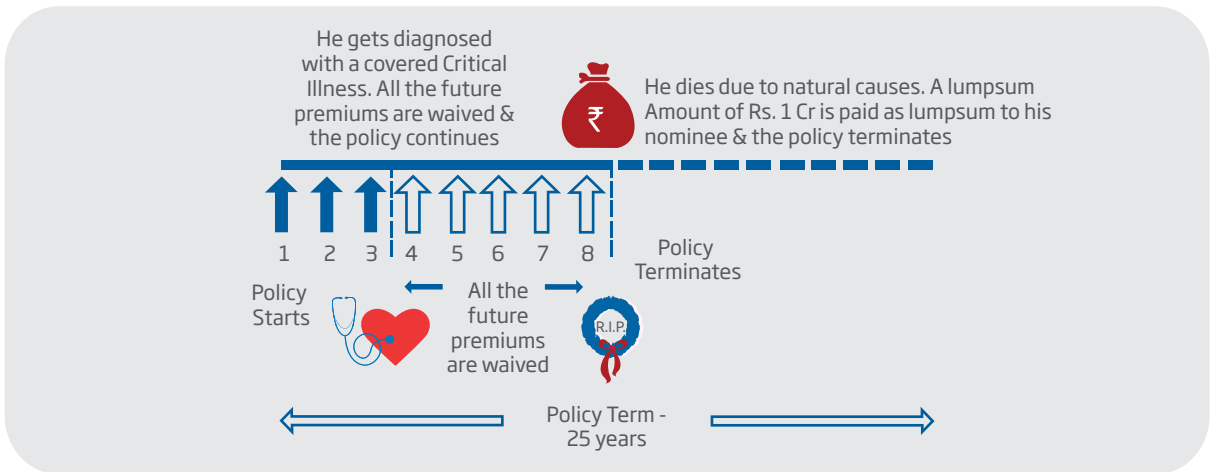 He gets diagnosed
with a covered Critical
Illness. All the future
premiums are waived &
the policy continues
₹
He dies due to natural causes. A lumpsum
Amount of Rs. 1 Cr is paid as lumpsum to his
nominee & the policy terminates
1 2 3 4 5 6 7 8
Policy
Terminates
Policy
Starts
All the
future
premiums
are waived
R.I.P.
Policy Term -
25 years